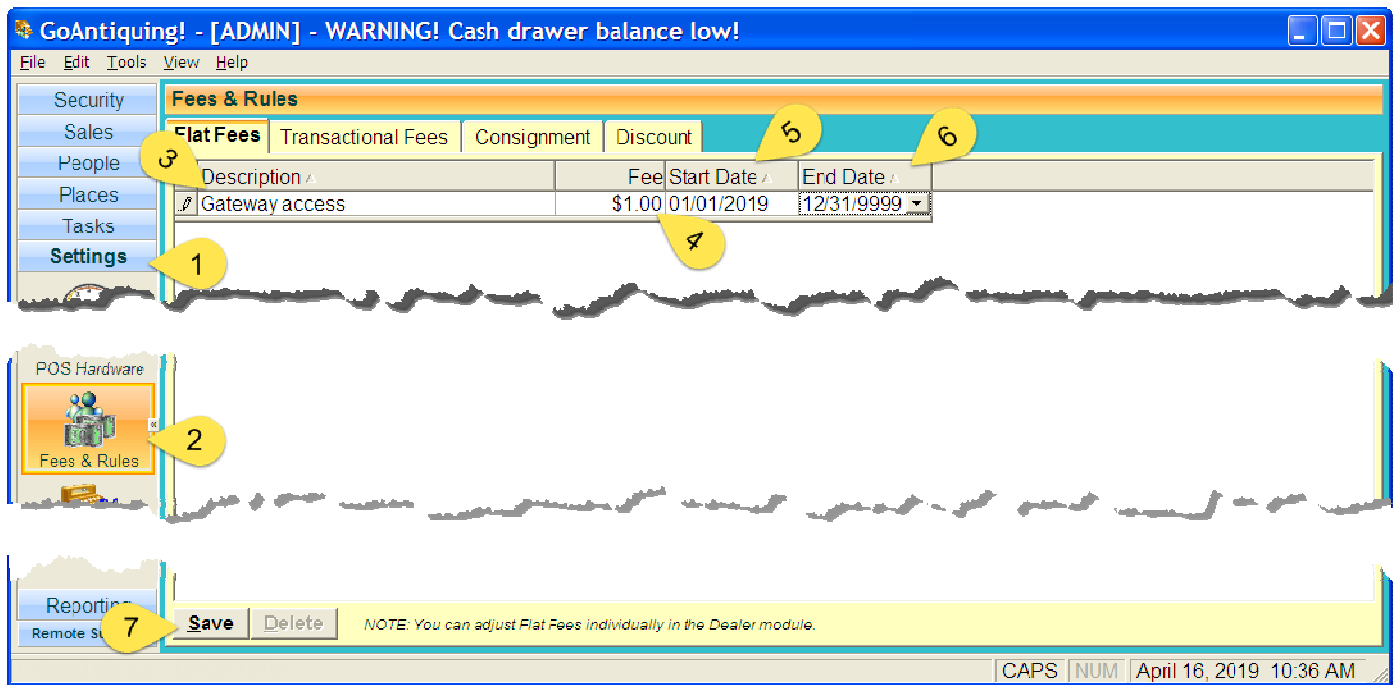 GoAntiquing! - [ADMIN] - WARNING! Cash drawer balance low!
File Edit Tools View Help
Security
Fees & Rules
Sales
Flat Fees Transactional Fees Consignment Discount
5
6
People
3
Description Fee Start Date End Date
Places
Gateway access $1.00 01/01/2019 12/31/9999
Tasks
4
Settings
1
POS Hardware
2
Fees & Rules
Reporting
Remote
7
Save Delete NOTE: You can adjust Flat Fees individually in the Dealer module.
CAPS NUM April 16, 2019 10:36 AM